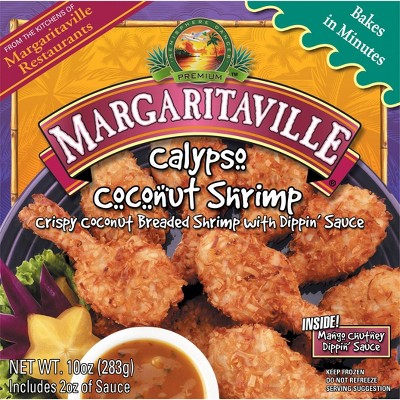 FROM THE KITCHENS OF
Margaritaville
Restaurants
Bakes
in Minutes
PREMIUM™
MARGARITAVILLE®
Calypso
Coconut Shrimp
Crispy Coconut Breaded Shrimp with Dippin' Sauce
INSIDE!
Mango Chutney
Dippin' Sauce
NET WT. 10oz (283g)
Includes 2oz of Sauce
KEEP FROZEN
DO NOT REFREEZE
SERVING SUGGESTION